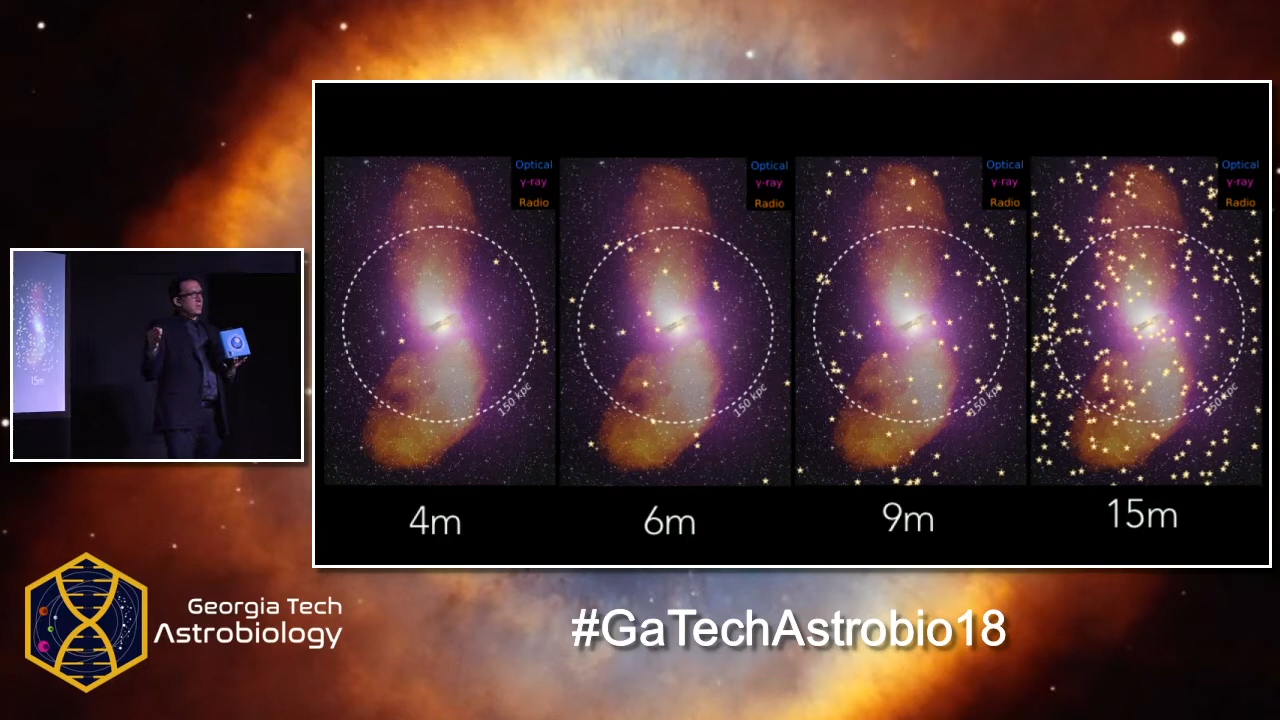 Optical
γ-ray
Radio
150 kpc
4m
Optical
γ-ray
Radio
150 kpc
6m
Optical
γ-ray
Radio
150 kpc
9m
Optical
γ-ray
Radio
150 kpc
15m
15m
Georgia Tech
Astrobiology
#GaTechAstrobio18